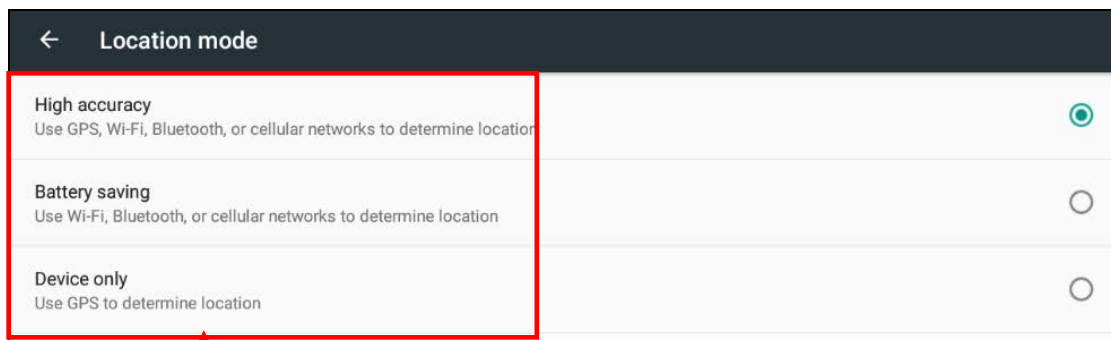 Location mode
High accuracy
Use GPS, Wi-Fi, Bluetooth, or cellular networks to determine location
Battery saving
Use Wi-Fi, Bluetooth, or cellular networks to determine location
Device only
Use GPS to determine location